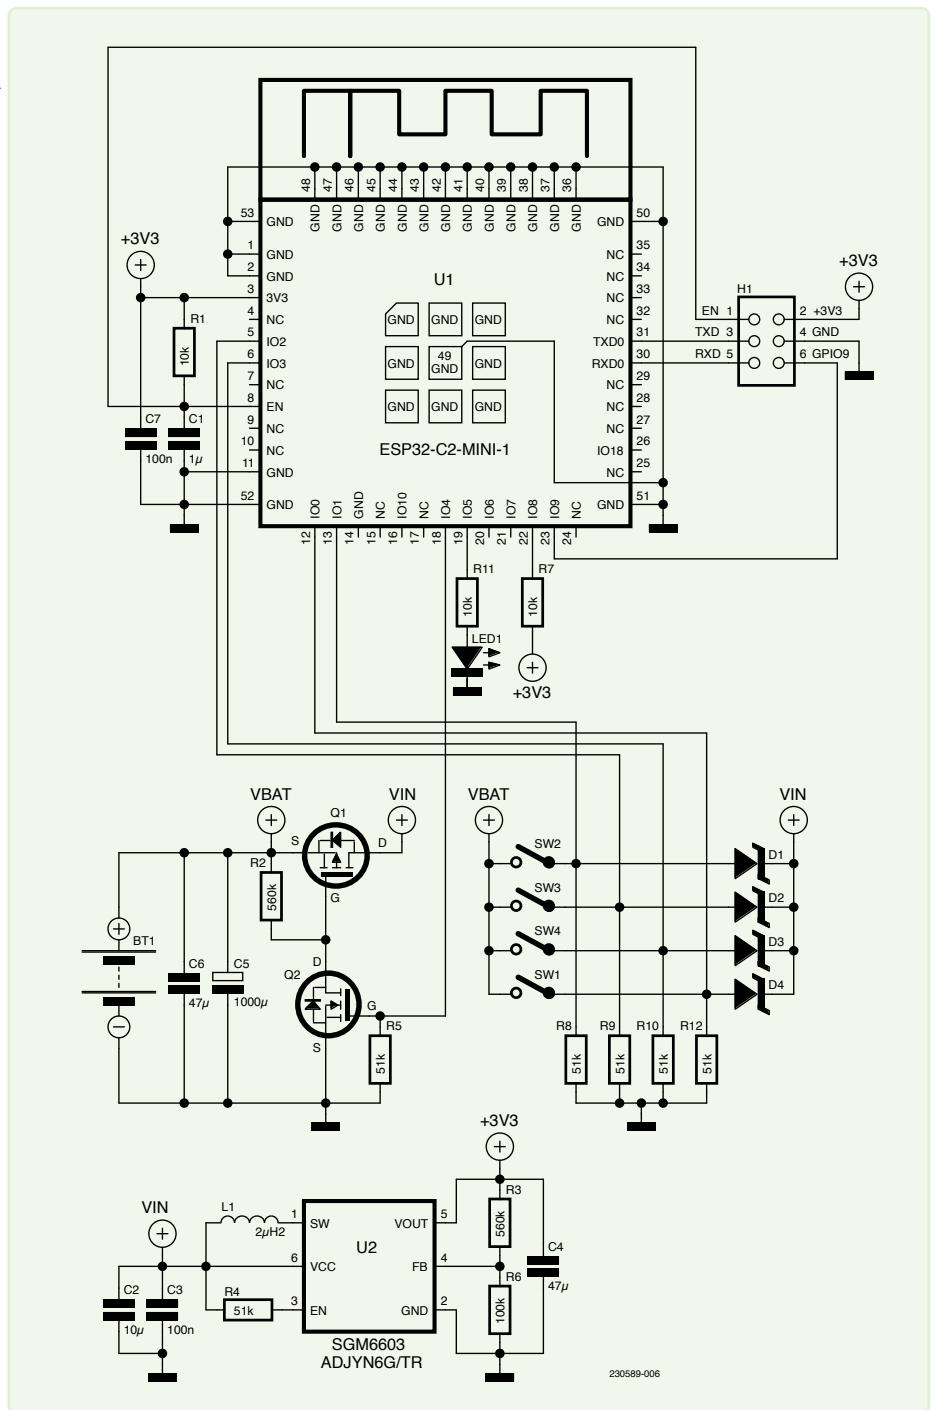 48 47 46 45 44 43 42 41 40 39 38 37 36
GND GND GND GND GND GND GND GND GND GND GND GND GND
53 GND
GND 50
+3V3
1 GND
2 GND
3 3V3
4 NC
5 IO2
6 IO3
7 NC
8 EN
9 NC
10 NC
11 GND
52 GND
R1
10k
C7
100n
C1
1µ
U1
GND GND GND
GND 49 GND GND
GND GND GND
ESP32-C2-MINI-1
NC 35
NC 34
NC 33
NC 32
TXD0 31
RXD0 30
NC 29
NC 28
NC 27
IO18 26
NC 25
GND 51
+3V3
H1
EN 1 2 +3V3
TXD 3 4 GND
RXD 5 6 GPIO9
IO0 IO1 GND NC IO10 NC IO4 IO5 IO6 IO7 IO8 IO9 NC
12 13 14 15 16 17 18 19 20 21 22 23 24
R11
10k
R7
10k
LED1
+3V3
VBAT
Q1
VIN
S
D
G
R2
560k
BT1
C6
47µ
C5
1000µ
Q2
D
G
S
R5
51k
VBAT
VIN
SW2
D1
SW3
D2
SW4
D3
SW1
D4
R8 R9 R10 R12
51k 51k 51k 51k
+3V3
VIN
L1
2µH2
1 SW
VOUT 5
U2
6 VCC
FB 4
R4
51k
3 EN
GND 2
R3
560k
R6
100k
C4
47µ
C2
10µ
C3
100n
SGM6603
ADJYN6G/TR
230589-006